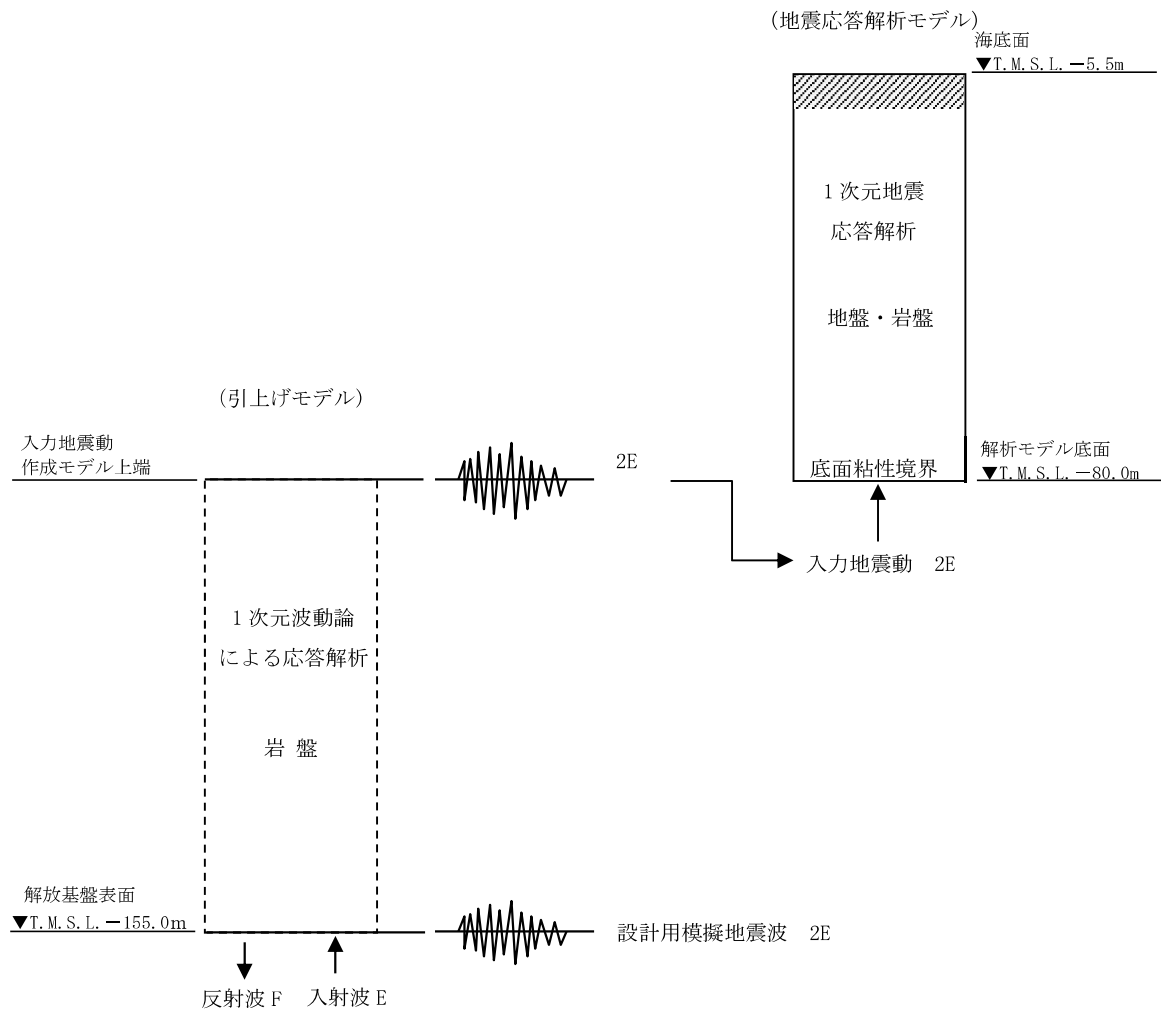 (地震応答解析モデル)
海底面
▼T.M.S.L.－5.5m
1 次元地震
応答解析
地盤・岩盤
(引上げモデル)
入力地震動
作成モデル上端
2E
底面粘性境界
解析モデル底面
▼T.M.S.L.－80.0m
入力地震動 2E
1 次元波動論
による応答解析
岩 盤
解放基盤表面
▼T.M.S.L.－155.0m
設計用模擬地震波 2E
反射波 F
入射波 E